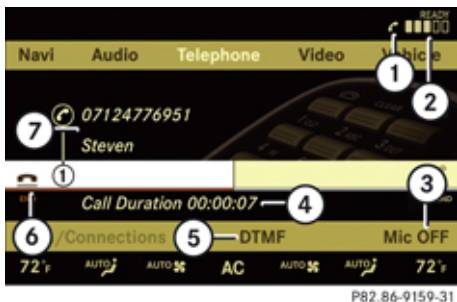 READY
Navi Audio Telephone Video Vehicle
1
2
7
07124776951
Steven
1
3
Call Duration 00:00:07
4
6
/Connections
5
DTMF
Mic OFF
72°F AUTO AUTO AC AUTO AUTO 72°F
P82.86-9159-31